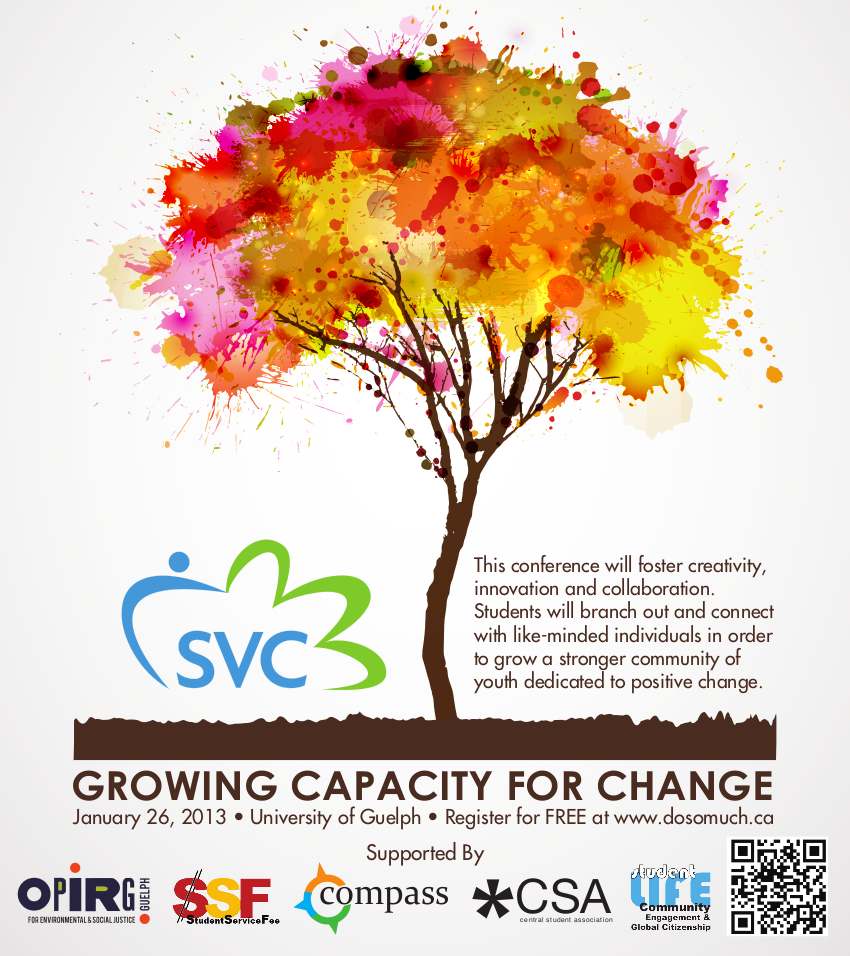 SVC
This conference will foster creativity,
innovation and collaboration.
Students will branch out and connect
with like-minded individuals in order
to grow a stronger community of
youth dedicated to positive change.
GROWING CAPACITY FOR CHANGE
January 26, 2013 • University of Guelph • Register for FREE at www.dosomuch.ca
Supported By
OPIRG GUELPH
FOR ENVIRONMENTAL & SOCIAL JUSTICE
SSF
StudentServiceFee
compass
*CSA
central student association
student
LIFE
Community
Engagement &
Global Citizenship